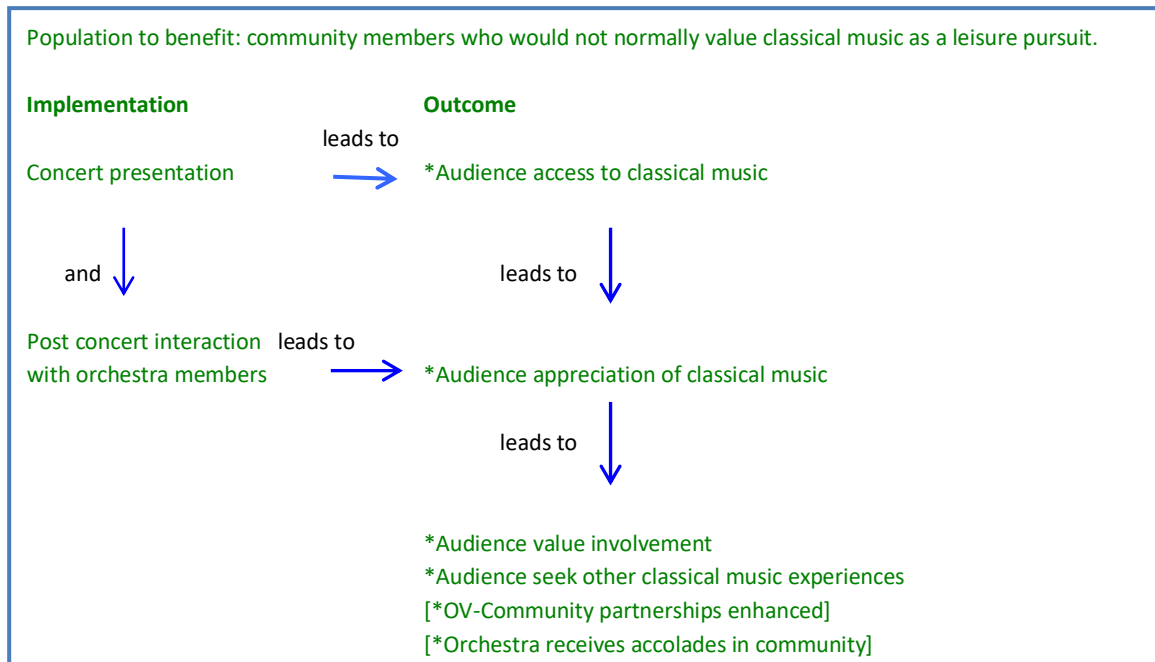 Population to benefit: community members who would not normally value classical music as a leisure pursuit.
Implementation Outcome
leads to
Concert presentation *Audience access to classical music
and leads to
Post concert interaction leads to
with orchestra members *Audience appreciation of classical music
leads to
*Audience value involvement
*Audience seek other classical music experiences
[*OV-Community partnerships enhanced]
[*Orchestra receives accolades in community]